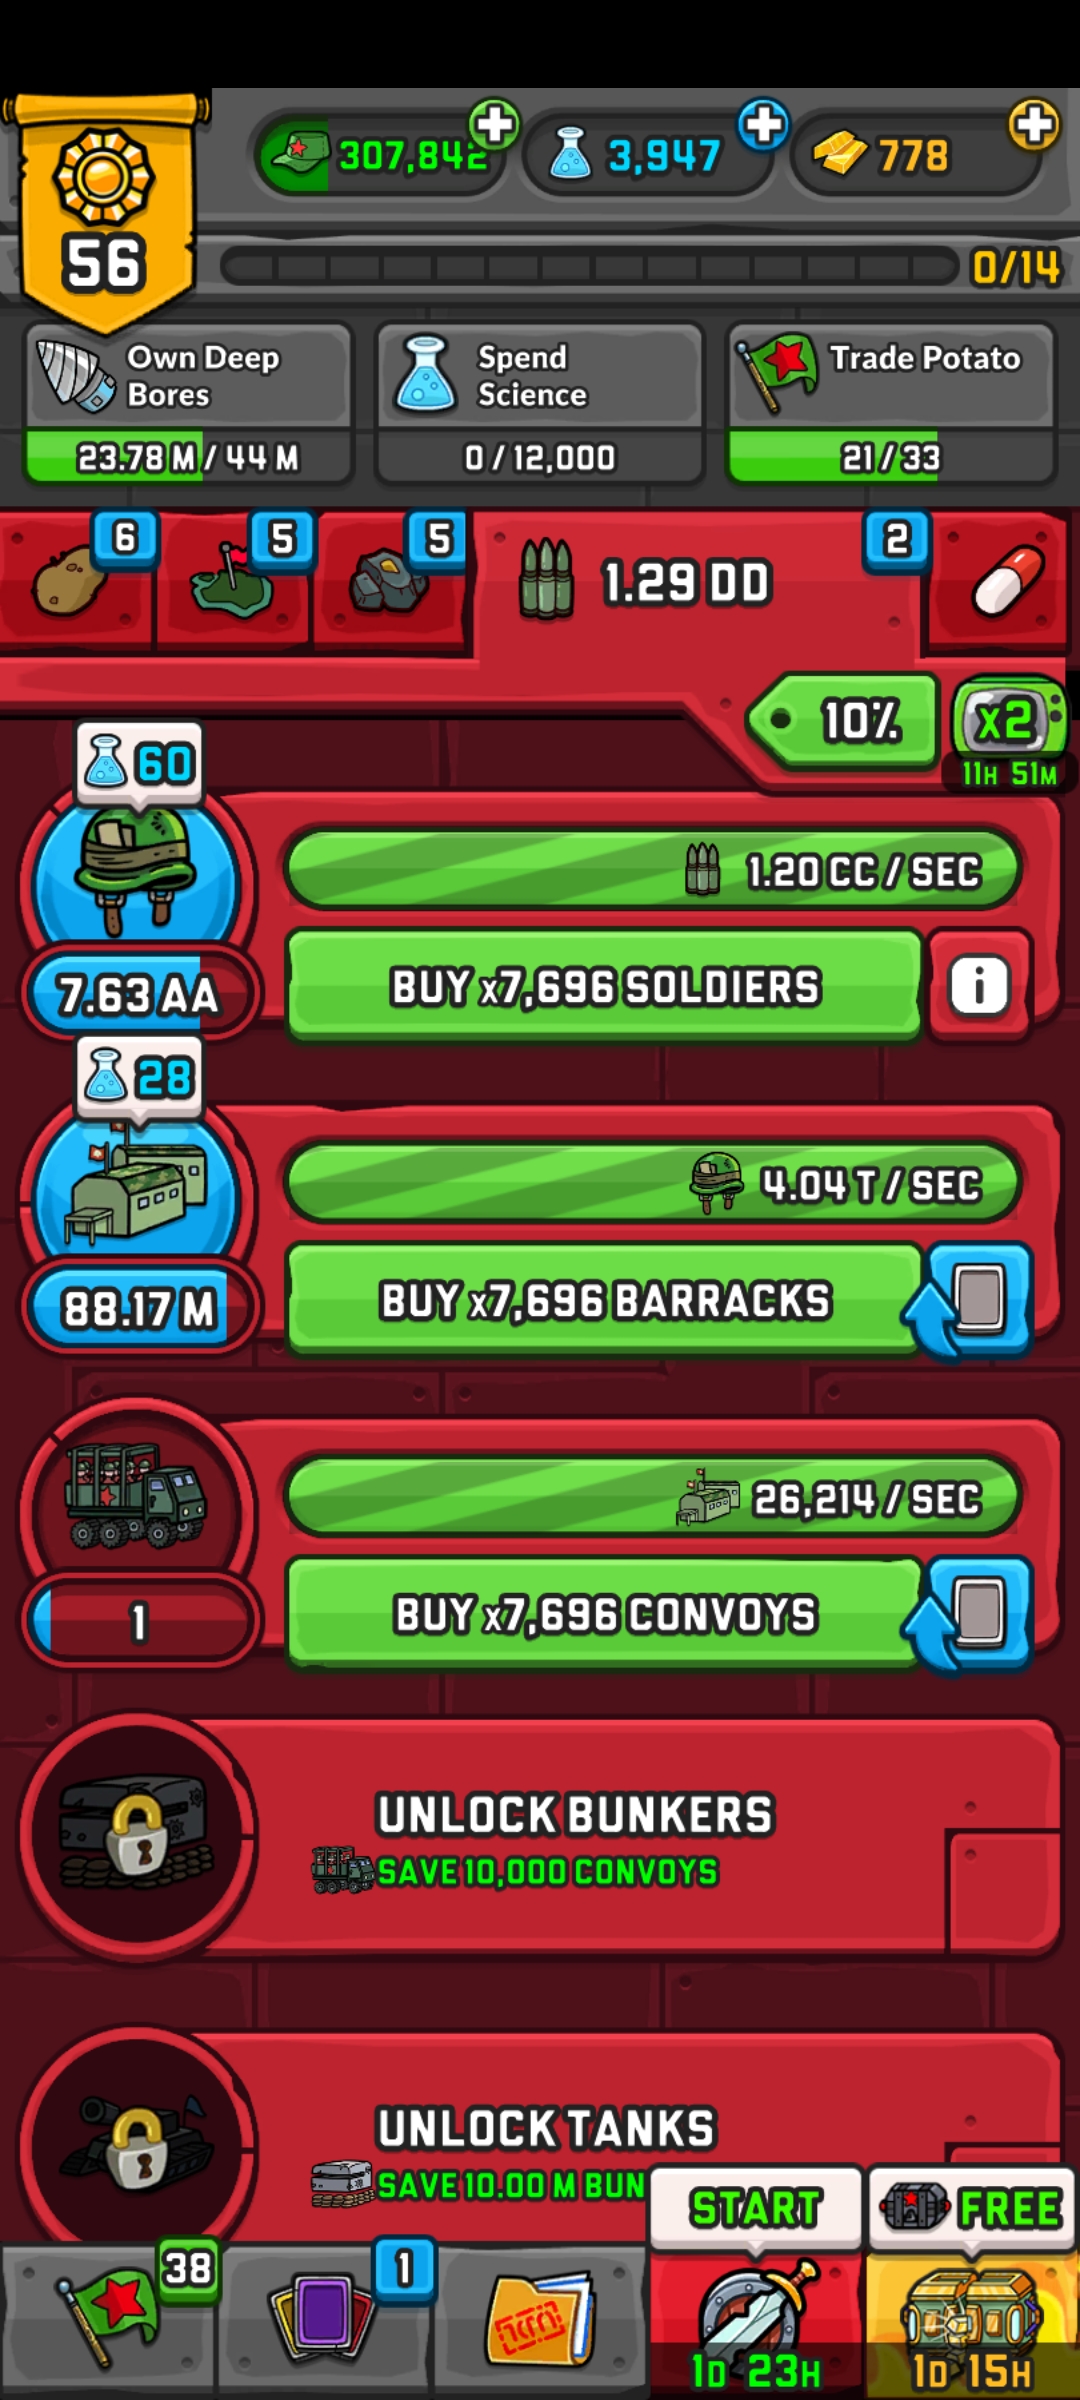 307,842
3,947
778
56
0/14
Own Deep
Bores
23.78 M / 44 M
Spend
Science
0 / 12,000
Trade Potato
21 / 33
6
5
5
1.29 DD
2
10%
x2
11H 51M
60
1.20 CC / SEC
7.63 AA
BUY x7,696 SOLDIERS
i
28
4.04 T / SEC
88.17 M
BUY x7,696 BARRACKS
26,214 / SEC
1
BUY x7,696 CONVOYS
UNLOCK BUNKERS
SAVE 10,000 CONVOYS
UNLOCK TANKS
SAVE 10.00 M BUN
START
FREE
38
1
1D 23H
1D 15H